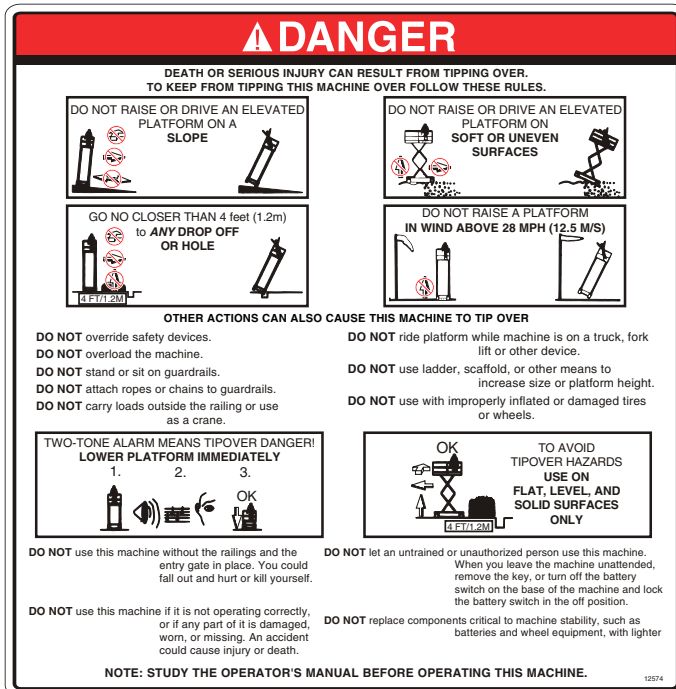 DANGER
DEATH OR SERIOUS INJURY CAN RESULT FROM TIPPING OVER.
TO KEEP FROM TIPPING THIS MACHINE OVER FOLLOW THESE RULES.
DO NOT RAISE OR DRIVE AN ELEVATED
PLATFORM ON A
SLOPE
DO NOT RAISE OR DRIVE AN ELEVATED
PLATFORM ON
SOFT OR UNEVEN
SURFACES
GO NO CLOSER THAN 4 feet (1.2m)
to ANY DROP OFF
OR HOLE
4 FT/1.2M
DO NOT RAISE A PLATFORM
IN WIND ABOVE 28 MPH (12.5 M/S)
OTHER ACTIONS CAN ALSO CAUSE THIS MACHINE TO TIP OVER
DO NOT override safety devices.
DO NOT overload the machine.
DO NOT stand or sit on guardrails.
DO NOT attach ropes or chains to guardrails.
DO NOT carry loads outside the railing or use
as a crane.
DO NOT ride platform while machine is on a truck, fork
lift or other device.
DO NOT use ladder, scaffold, or other means to
increase size or platform height.
DO NOT use with improperly inflated or damaged tires
or wheels.
TWO-TONE ALARM MEANS TIPOVER DANGER!
LOWER PLATFORM IMMEDIATELY
1. 2. 3.
OK
OK
TO AVOID
TIPOVER HAZARDS
USE ON
FLAT, LEVEL, AND
SOLID SURFACES
ONLY
4 FT/1.2M
DO NOT use this machine without the railings and the
entry gate in place. You could
fall out and hurt or kill yourself.
DO NOT use this machine if it is not operating correctly,
or if any part of it is damaged,
worn, or missing. An accident
could cause injury or death.
DO NOT let an untrained or unauthorized person use this machine.
When you leave the machine unattended,
remove the key, or turn off the battery
switch on the base of the machine and lock
the battery switch in the off position.
DO NOT replace components critical to machine stability, such as
batteries and wheel equipment, with lighter
NOTE: STUDY THE OPERATOR'S MANUAL BEFORE OPERATING THIS MACHINE.
12574